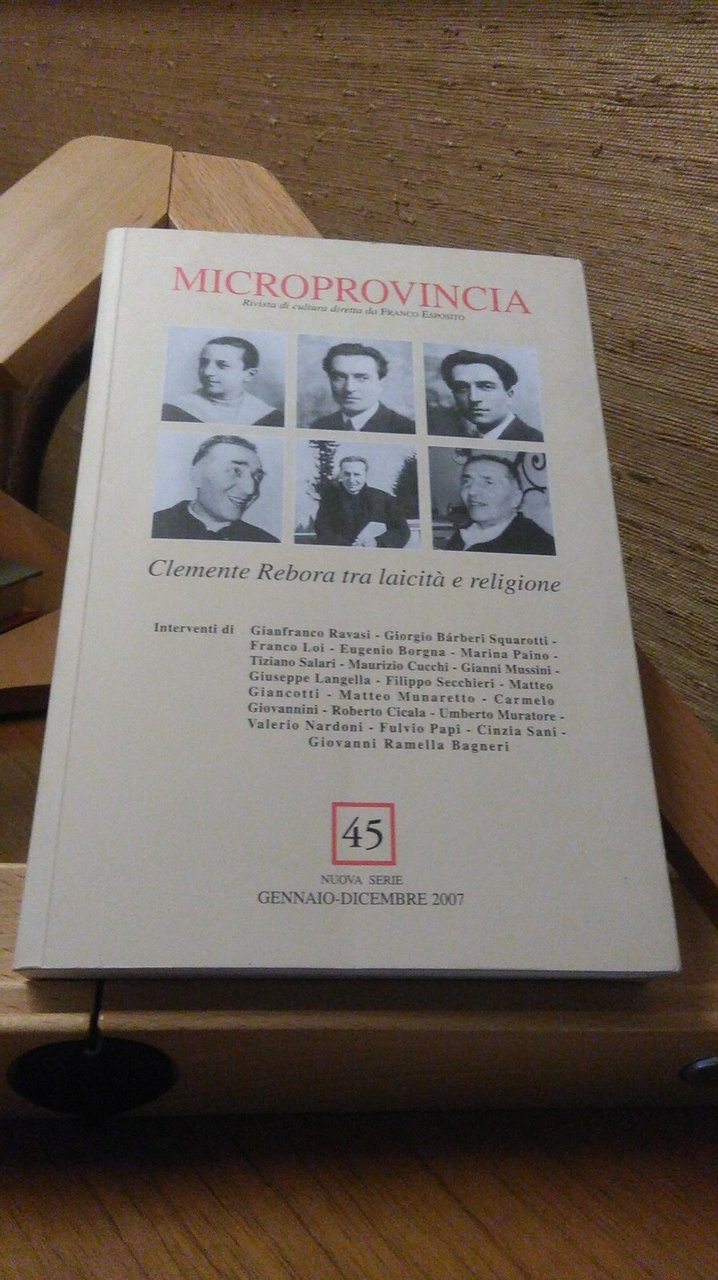 MICROPROVINCIA
Rivista di cultura diretta da FRANCO ESPOSITO
Clemente Rebora tra laicità e religione
Interventi di Gianfranco Ravasi - Giorgio Bárberi Squarotti -
Franco Loi - Eugenio Borgna - Marina Paino -
Tiziano Salari - Maurizio Cucchi - Gianni Mussini -
Giuseppe Langella - Filippo Secchieri - Matteo
Giancotti - Matteo Munaretto - Carmelo
Giovannini - Roberto Cicala - Umberto Muratore -
Valerio Nardoni - Fulvio Papi - Cinzia Sani -
Giovanni Ramella Bagneri
45
NUOVA SERIE
GENNAIO-DICEMBRE 2007